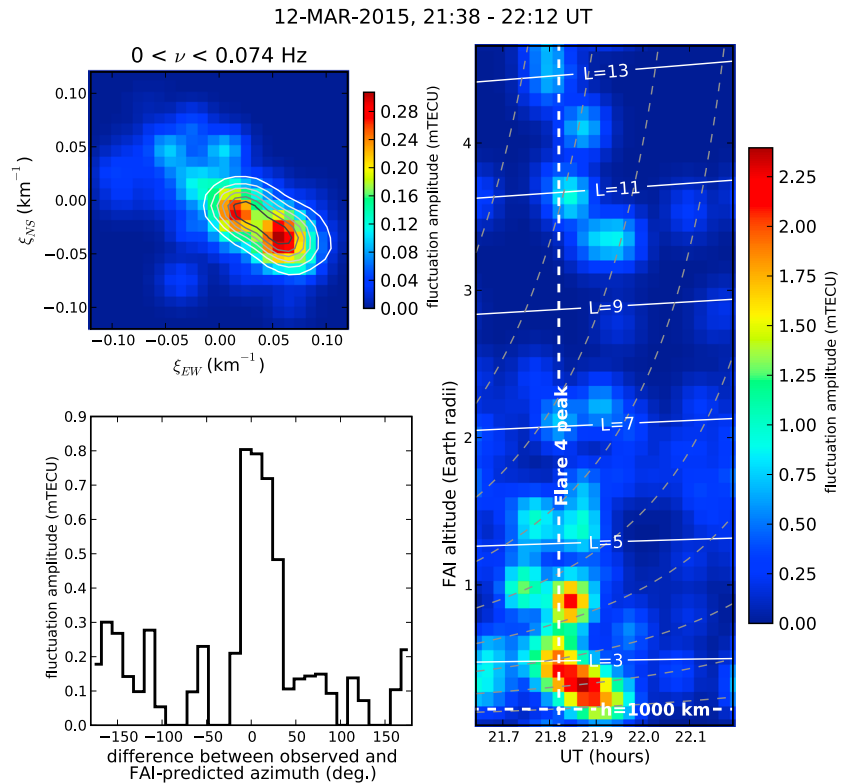 12-MAR-2015, 21:38 - 22:12 UT
0 < ν < 0.074 Hz
0.10
0.05
0.00
−0.05
−0.10
ξNS (km−1)
−0.10
−0.05
0.00
0.05
0.10
ξEW (km−1)
0.28
0.24
0.20
0.16
0.12
0.08
0.04
0.00
fluctuation amplitude (mTECU)
0.9
0.8
0.7
0.6
0.5
0.4
0.3
0.2
0.1
0.0
fluctuation amplitude (mTECU)
−150
−100
−50
0
50
100
150
difference between observed and
FAI-predicted azimuth (deg.)
4
3
2
1
FAI altitude (Earth radii)
L=13
L=11
L=9
L=7
L=5
L=3
Flare 4 peak
h=1000 km
21.7
21.8
21.9
22.0
22.1
UT (hours)
2.25
2.00
1.75
1.50
1.25
1.00
0.75
0.50
0.25
0.00
fluctuation ampiltude (mTECU)